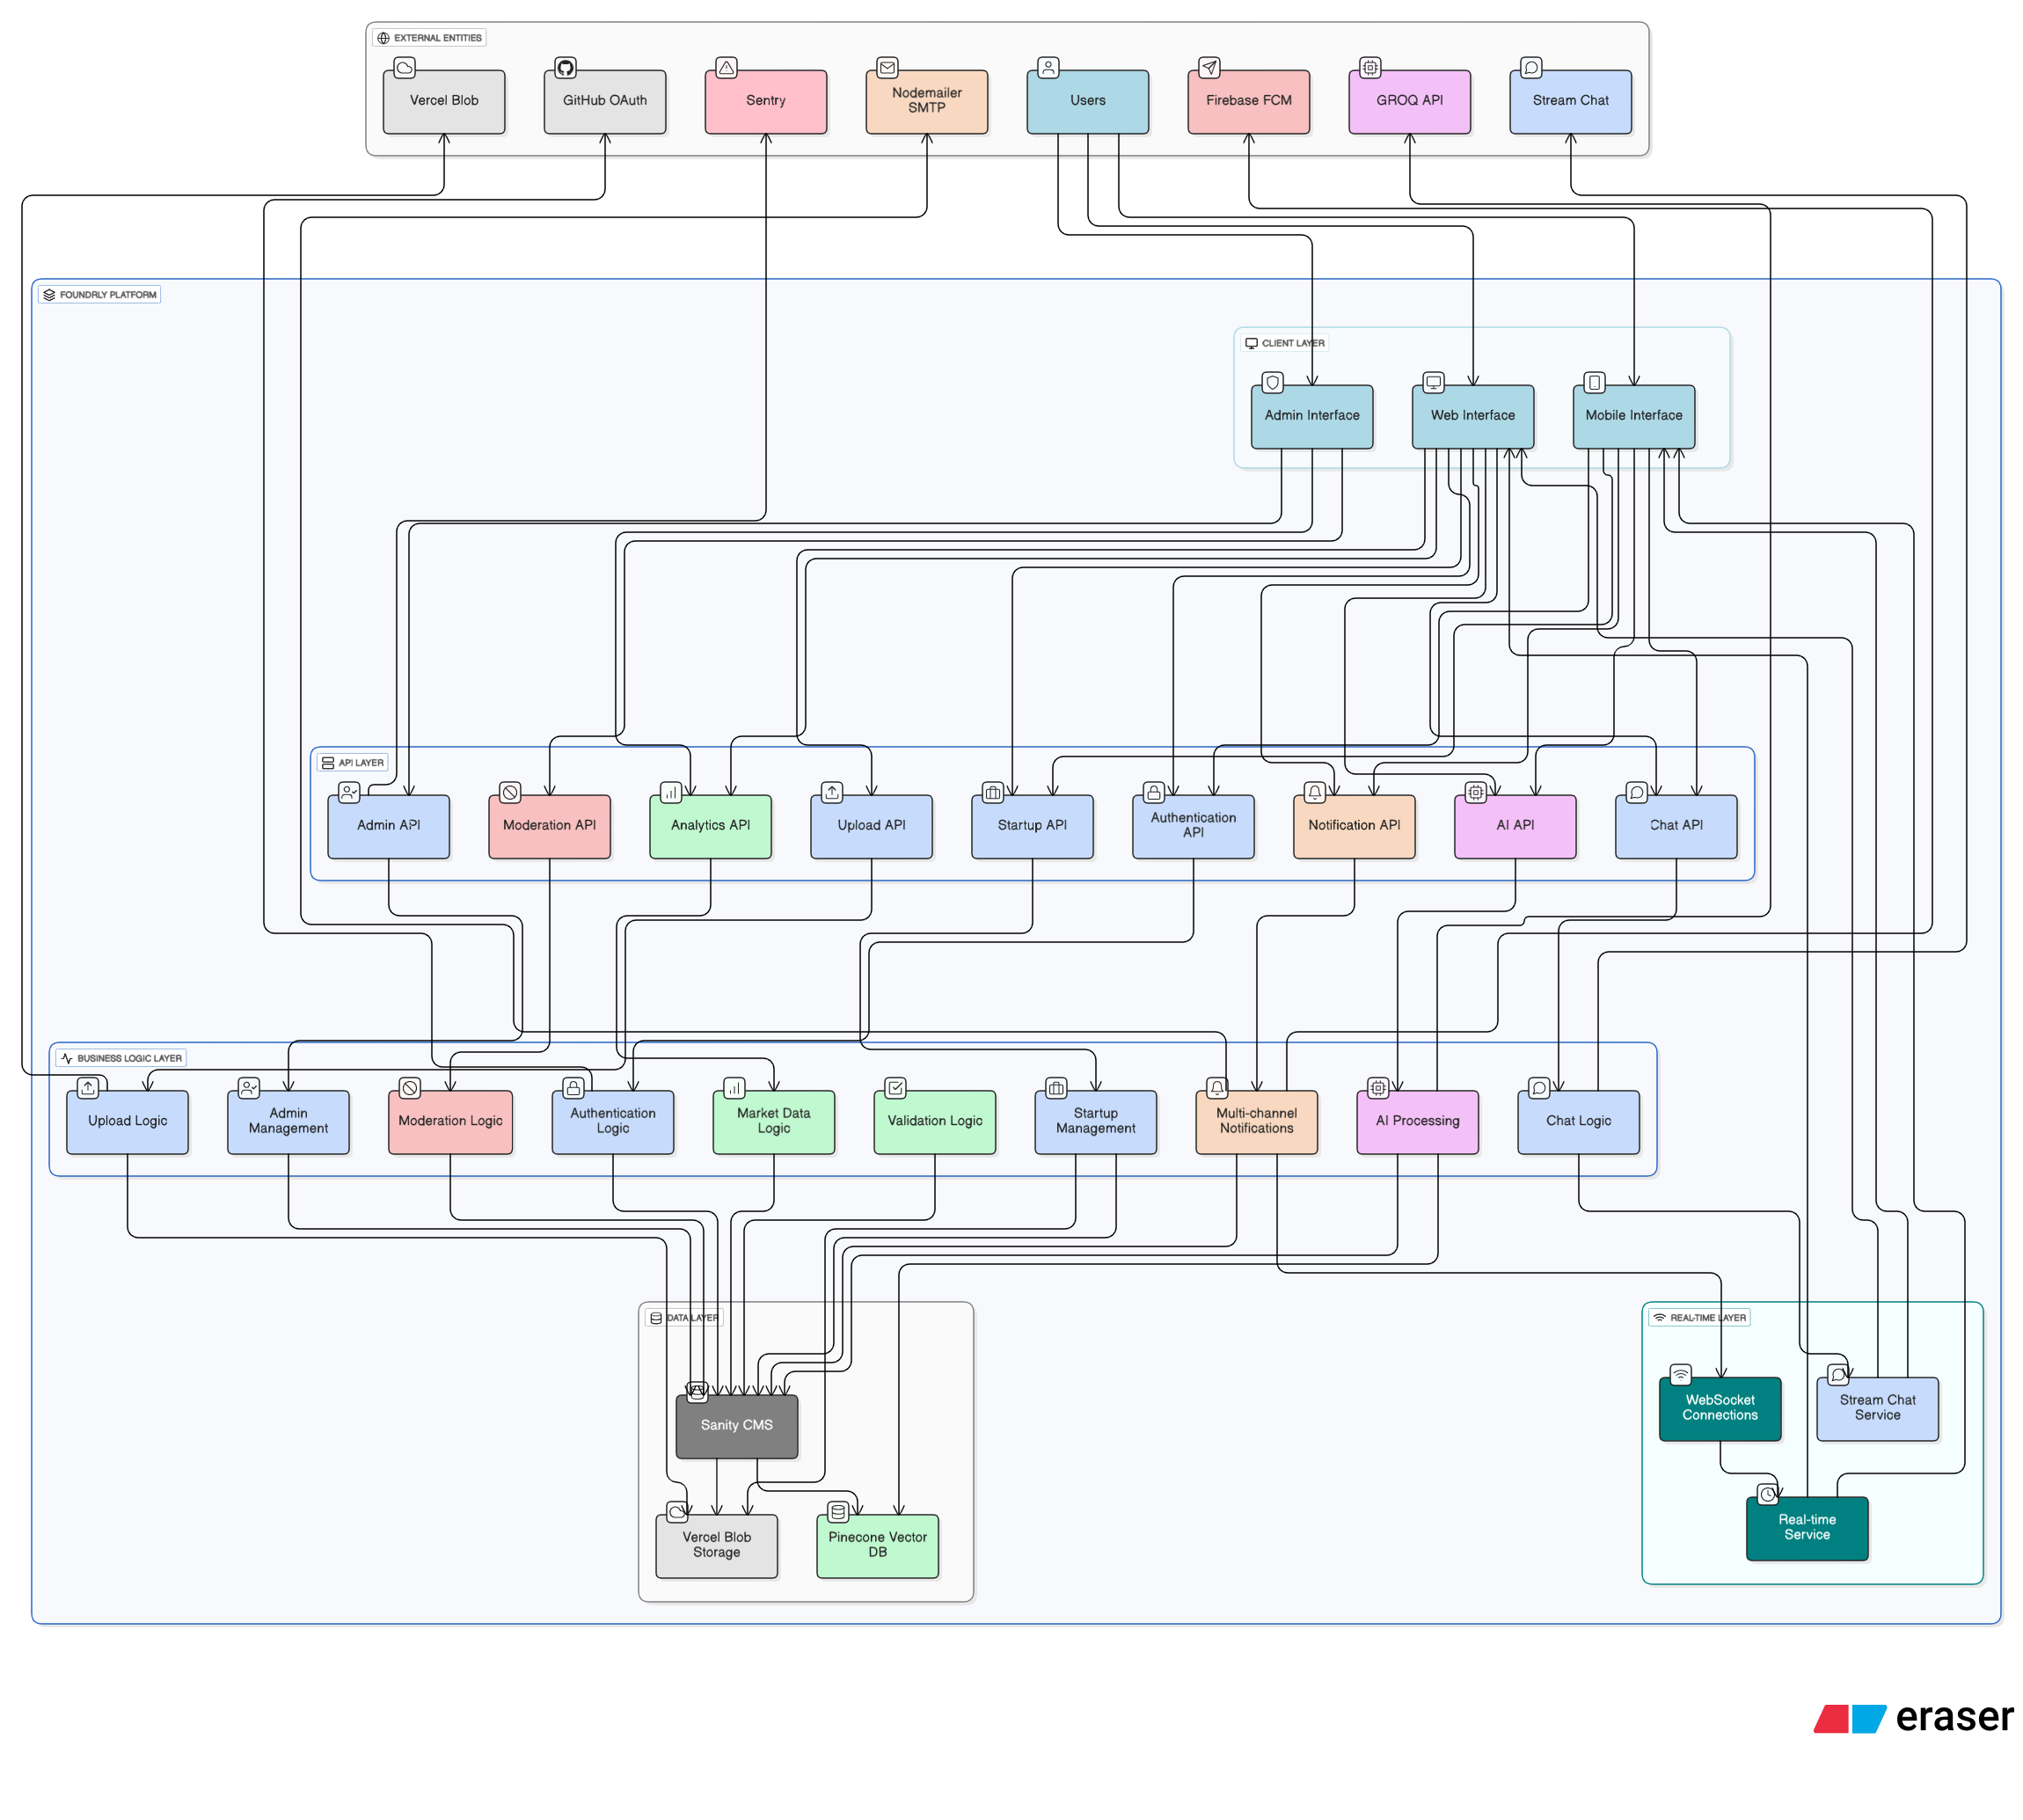 EXTERNAL ENTITIES
Vercel Blob
GitHub OAuth
Sentry
Nodemailer
SMTP
Users
Firebase FCM
GROQ API
Stream Chat
FOUNDRLY PLATFORM
CLIENT LAYER
Admin Interface
Web Interface
Mobile Interface
API LAYER
Admin API
Moderation API
Analytics API
Upload API
Startup API
Authentication
API
Notification API
AI API
Chat API
BUSINESS LOGIC LAYER
Upload Logic
Admin
Management
Moderation Logic
Authentication
Logic
Market Data
Logic
Validation Logic
Startup
Management
Multi-channel
Notifications
AI Processing
Chat Logic
DATA LAYER
Sanity CMS
Vercel Blob
Storage
Pinecone Vector
DB
REAL-TIME LAYER
WebSocket
Connections
Stream Chat
Service
Real-time
Service
eraser